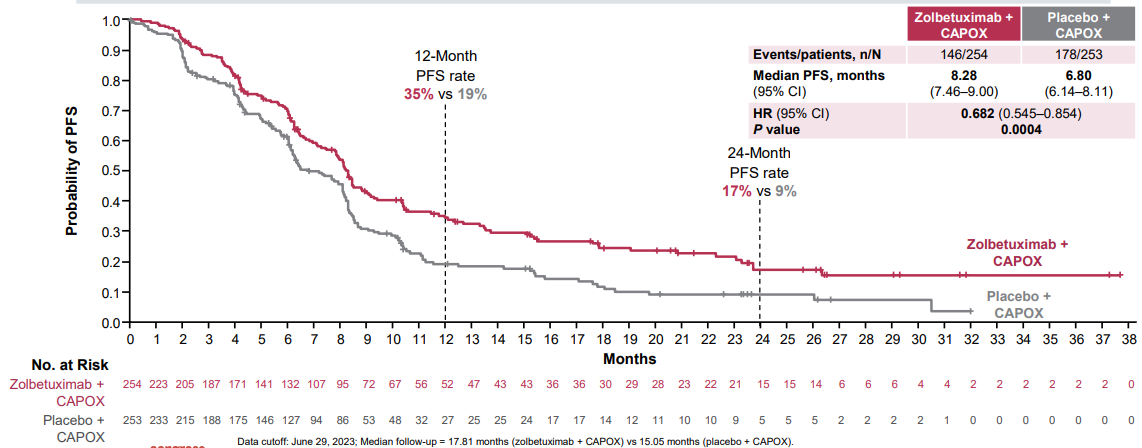 Zolbetuximab + CAPOX
Placebo + CAPOX
Events/patients, n/N 146/254 178/253
Median PFS, months (95% CI) 8.28 (7.46–9.00) 6.80 (6.14–8.11)
HR (95% CI) 0.682 (0.545–0.854)
P value 0.0004
Probability of PFS
1.0
0.9
0.8
0.7
0.6
0.5
0.4
0.3
0.2
0.1
0.0
12-Month
PFS rate
35% vs 19%
24-Month
PFS rate
17% vs 9%
Zolbetuximab +
CAPOX
Placebo +
CAPOX
0 1 2 3 4 5 6 7 8 9 10 11 12 13 14 15 16 17 18 19 20 21 22 23 24 25 26 27 28 29 30 31 32 33 34 35 36 37 38
Months
No. at Risk
Zolbetuximab + CAPOX 254 223 205 187 171 141 132 107 95 72 67 56 52 47 43 43 36 36 30 29 28 23 22 21 15 15 14 6 6 6 4 4 2 2 2 2 2 2 0
Placebo + CAPOX 253 233 215 188 175 146 127 94 86 53 48 32 27 25 25 24 17 17 14 12 11 10 10 9 5 5 5 2 2 2 2 1 0 0 0 0 0 0 0
Data cutoff: June 29, 2023; Median follow-up = 17.81 months (zolbetuximab + CAPOX) vs 15.05 months (placebo + CAPOX).